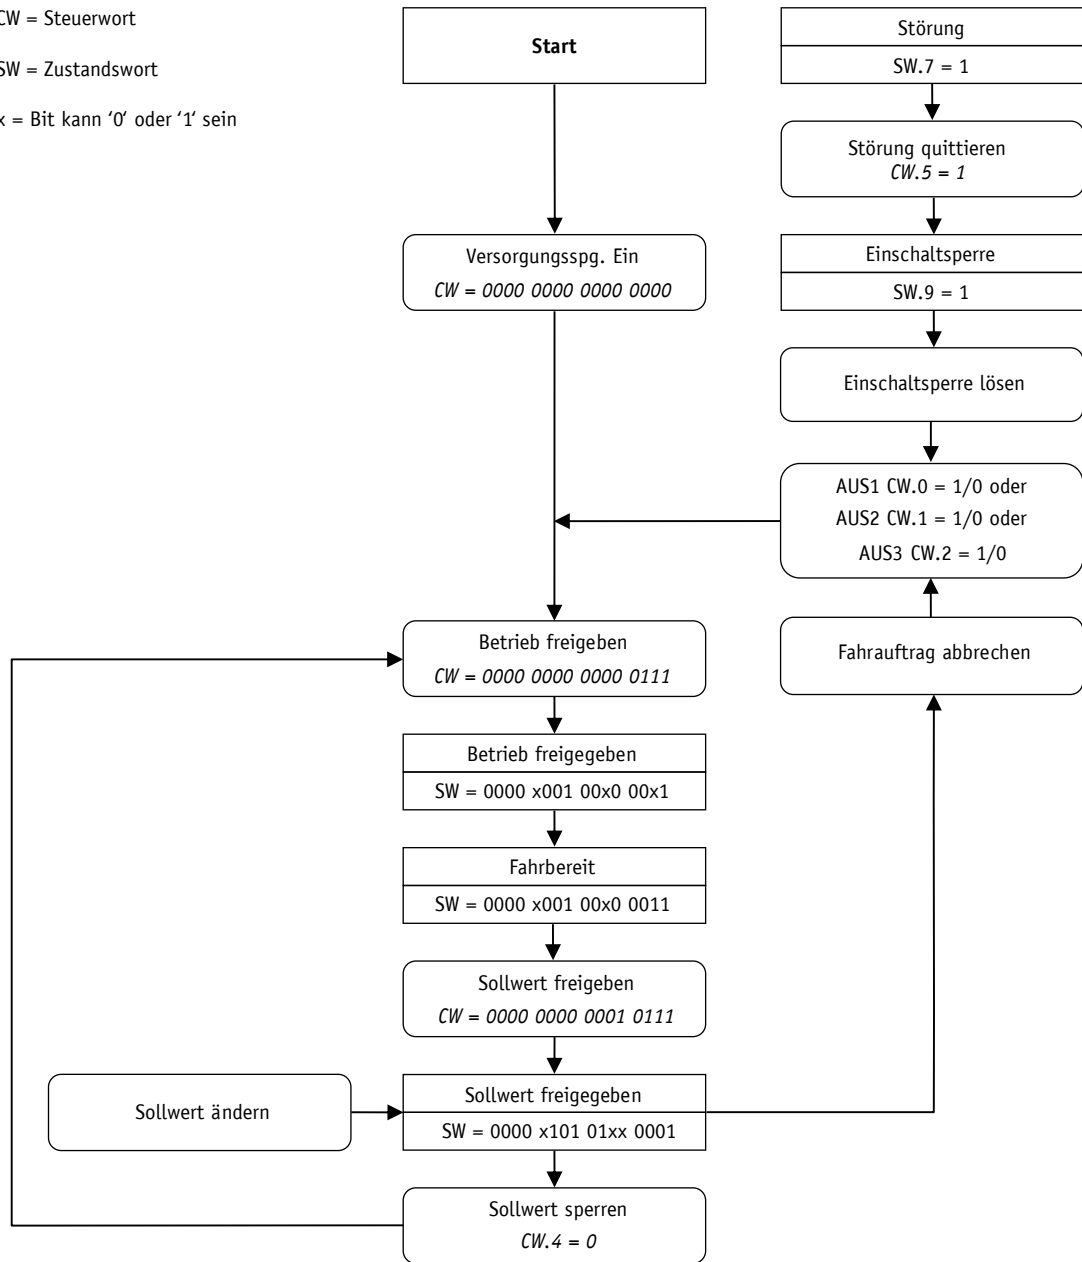 CW = Steuerwort
SW = Zustandswort
x = Bit kann ‘0‘ oder ‘1‘ sein
Start
Versorgungsspg. Ein
CW = 0000 0000 0000 0000
Störung
SW.7 = 1
Störung quittieren
CW.5 = 1
Einschaltsperre
SW.9 = 1
Einschaltsperre lösen
AUS1 CW.0 = 1/0 oder
AUS2 CW.1 = 1/0 oder
AUS3 CW.2 = 1/0
Fahrauftrag abbrechen
Betrieb freigeben
CW = 0000 0000 0000 0111
Betrieb freigegeben
SW = 0000 x001 00x0 00x1
Fahrbereit
SW = 0000 x001 00x0 0011
Sollwert freigeben
CW = 0000 0000 0001 0111
Sollwert ändern
Sollwert freigegeben
SW = 0000 x101 01xx 0001
Sollwert sperren
CW.4 = 0